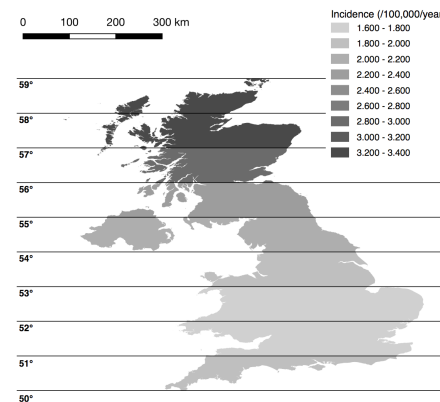 0 100 200 300 km
Incidence (/100,000/year
1.600 - 1.800
1.800 - 2.000
2.000 - 2.200
2.200 - 2.400
2.400 - 2.600
2.600 - 2.800
2.800 - 3.000
3.000 - 3.200
3.200 - 3.400
59°
58°
57°
56°
55°
54°
53°
52°
51°
50°